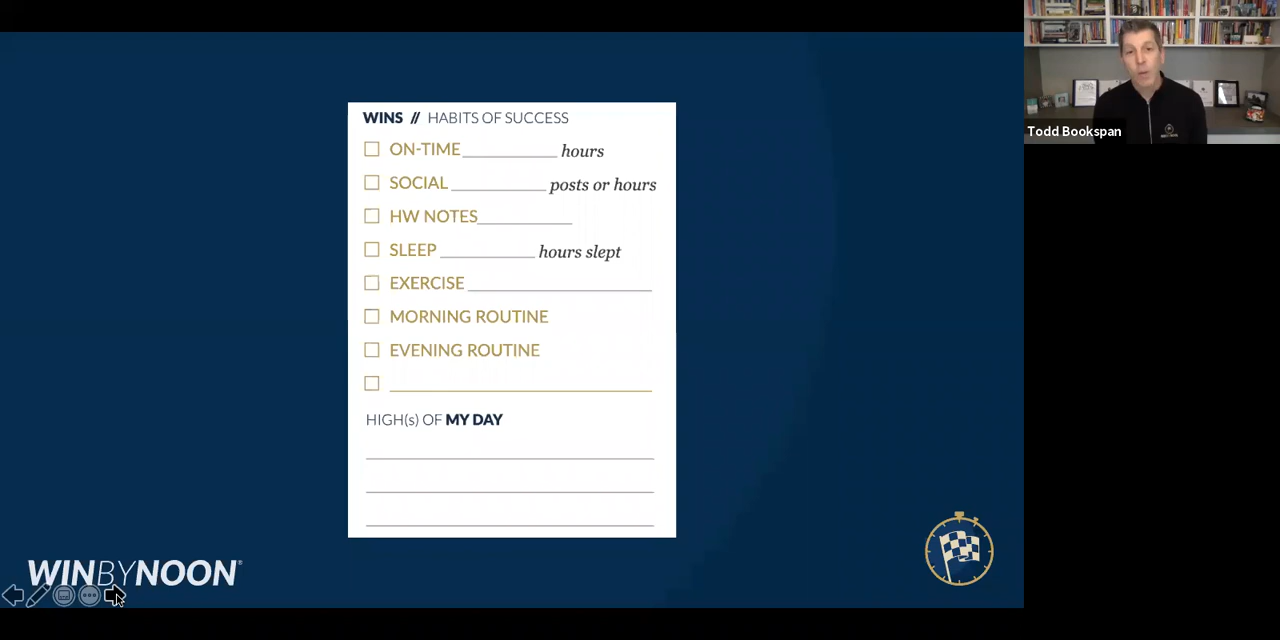 WINS // HABITS OF SUCCESS
ON-TIME hours
SOCIAL posts or hours
HW NOTES
SLEEP hours slept
EXERCISE
MORNING ROUTINE
EVENING ROUTINE
HIGH(s) OF MY DAY
WINBYNOON®
Todd Bookspan